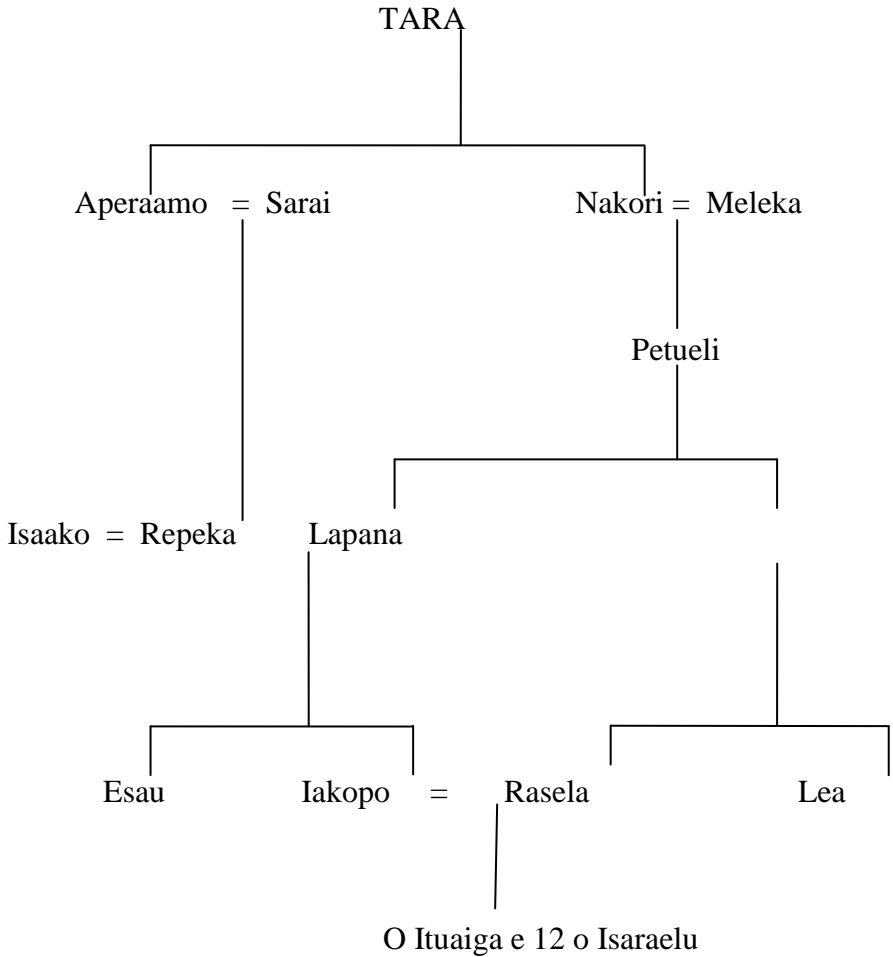 TARA
Aperaamo = Sarai Nakori = Meleka
Petueli
Isaako = Repeka Lapana
Esau Iakopo = Rasela Lea
O Ituaiga e 12 o Isaraelu